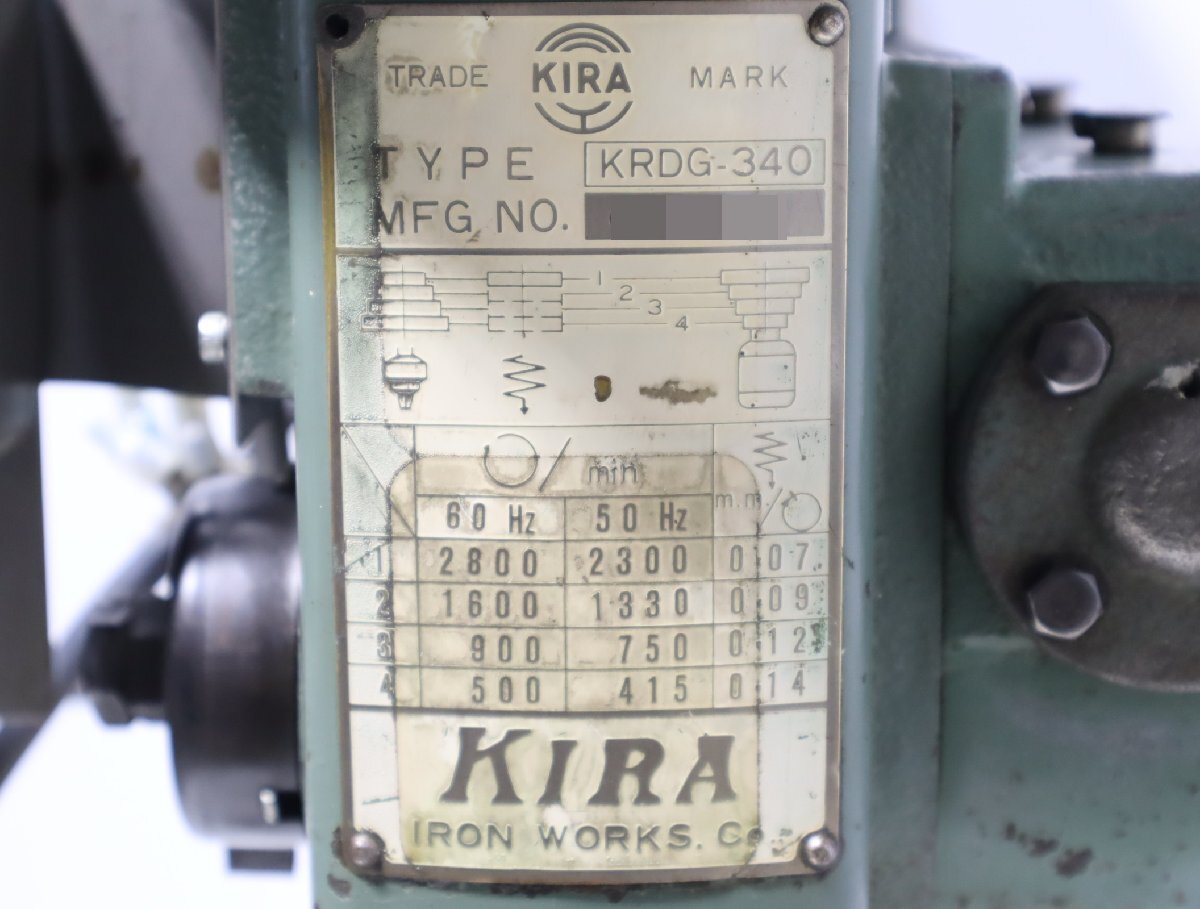 TRADE KIRA MARK
TYPE KRDG-340
MFG NO.
1
2
3
4
/min
60 Hz 50 Hz m.m/
1 2800 2300 0.07
2 1600 1330 0.09
3 900 750 0.12
4 500 415 0.14
KIRA
IRON WORKS. Co.